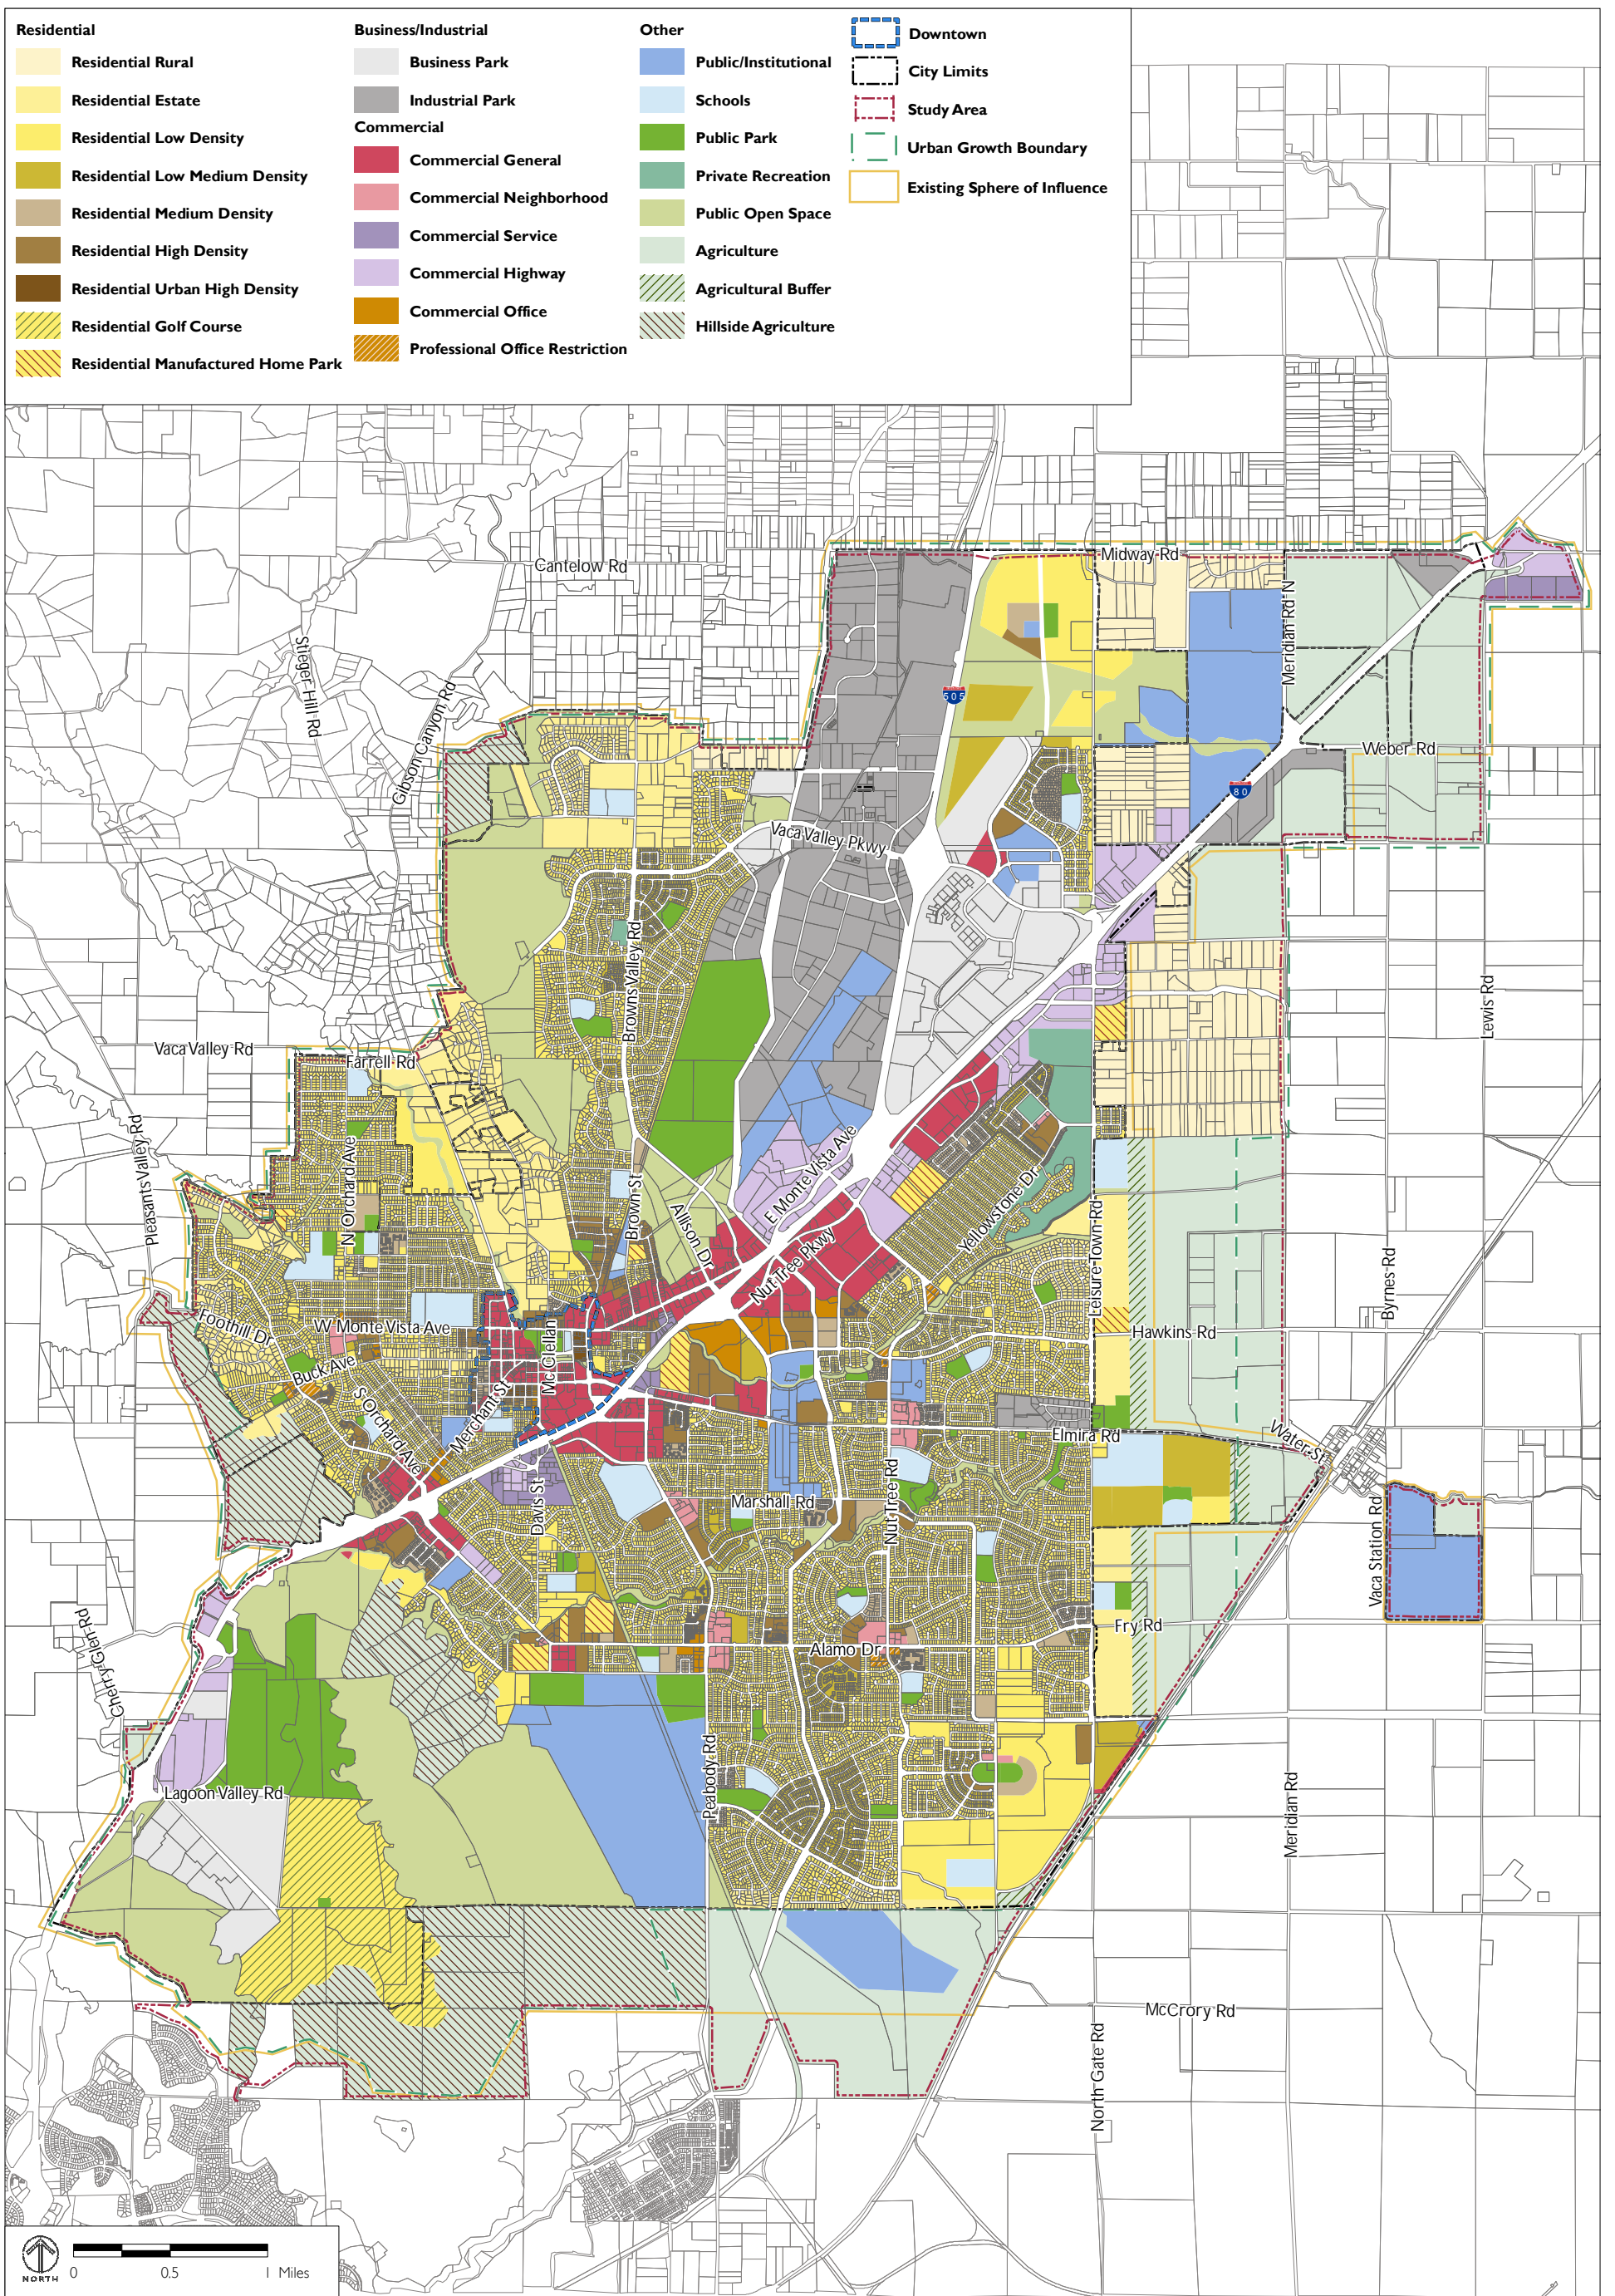 Residential
Residential Rural
Residential Estate
Residential Low Density
Residential Low Medium Density
Residential Medium Density
Residential High Density
Residential Urban High Density
Residential Golf Course
Residential Manufactured Home Park
Business/Industrial
Business Park
Industrial Park
Commercial
Commercial General
Commercial Neighborhood
Commercial Service
Commercial Highway
Commercial Office
Professional Office Restriction
Other
Public/Institutional
Schools
Public Park
Private Recreation
Public Open Space
Agriculture
Agricultural Buffer
Hillside Agriculture
Downtown
City Limits
Study Area
Urban Growth Boundary
Existing Sphere of Influence
Midway Rd
Cantelow Rd
Meridian Rd N
Stieger Hill Rd
Gibson Canyon Rd
505
Weber Rd
80
Vaca Valley Pkwy
Browns Valley Rd
Lewis Rd
Vaca Valley Rd
Farrell Rd
Pleasants Valley Rd
N Orchard Ave
E Monte Vista Ave
Brown St
Allison Dr
Yellowstone Dr
Leisure Town Rd
Nut Tree Pkwy
Byrnes Rd
Foothill Dr
W Monte Vista Ave
McClellan
Hawkins Rd
Buck Ave
S Orchard Ave
Merchant St
Elmira Rd
Water St
Davis St
Marshall Rd
Nut Tree Rd
Vaca Station Rd
Cherry Glen Rd
Fry Rd
Alamo Dr
Peabody Rd
Lagoon Valley Rd
Meridian Rd
McCrory Rd
North Gate Rd
NORTH
0 0.5 1 Miles